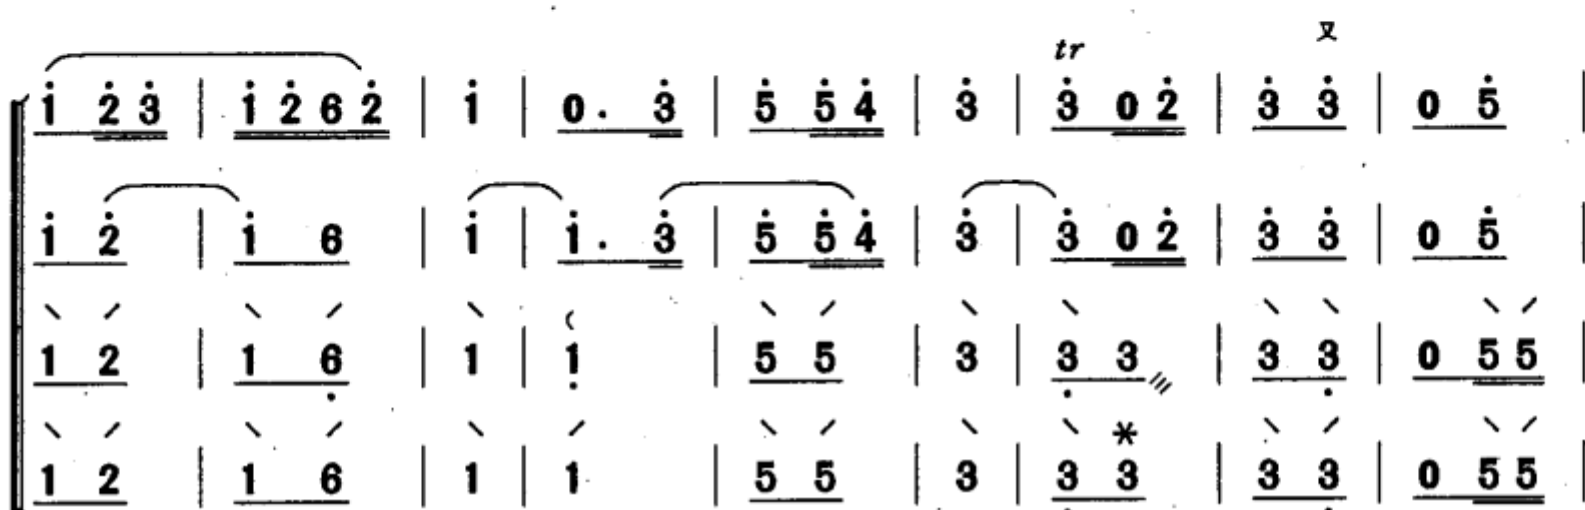 tr 又
1̇ 2̇ 3̇ | 1̇ 2̇ 6 2̇ | 1̇ | 0 · 3̇ | 5̇ 5̇ 4̇ | 3̇ | 3̇ 0 2̇ | 3̇ 3̇ | 0 5̇ |
1̇ 2̇ | 1̇ 6 | 1̇ | 1̇ · 3̇ | 5̇ 5̇ 4̇ | 3̇ | 3̇ 0 2̇ | 3̇ 3̇ | 0 5̇ |
1 2 | 1 6̣ | 1 | 1̣ | 5 5 | 3 | 3̣ 3 | 3 3̣ | 0 5 5 |
1 2 | 1 6 | 1 | 1 | 5 5 | 3 | 3̣ 3 | 3 3̣ | 0 5 5 |